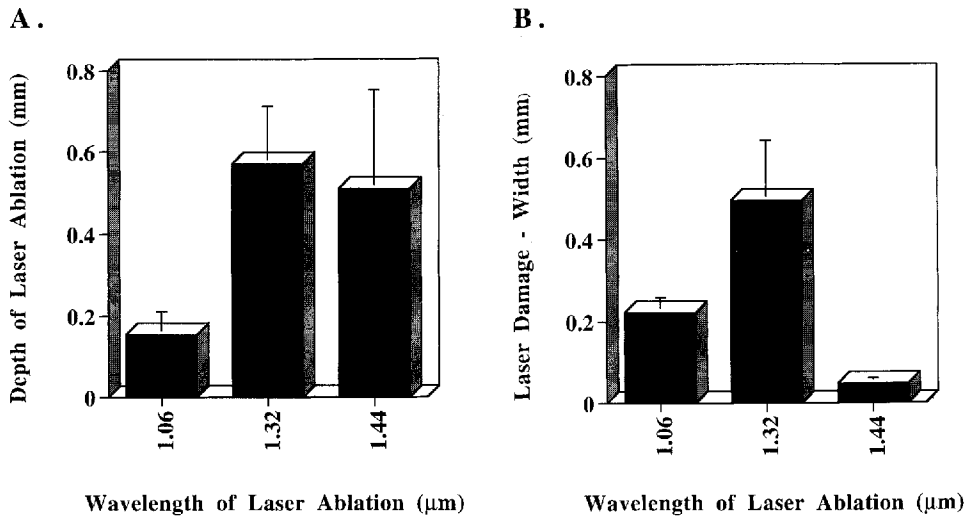 A.
Depth of Laser Ablation (mm)
0.8
0.6
0.4
0.2
0
1.06
1.32
1.44
Wavelength of Laser Ablation (µm)
B.
Laser Damage - Width (mm)
0.8
0.6
0.4
0.2
0
1.06
1.32
1.44
Wavelength of Laser Ablation (µm)